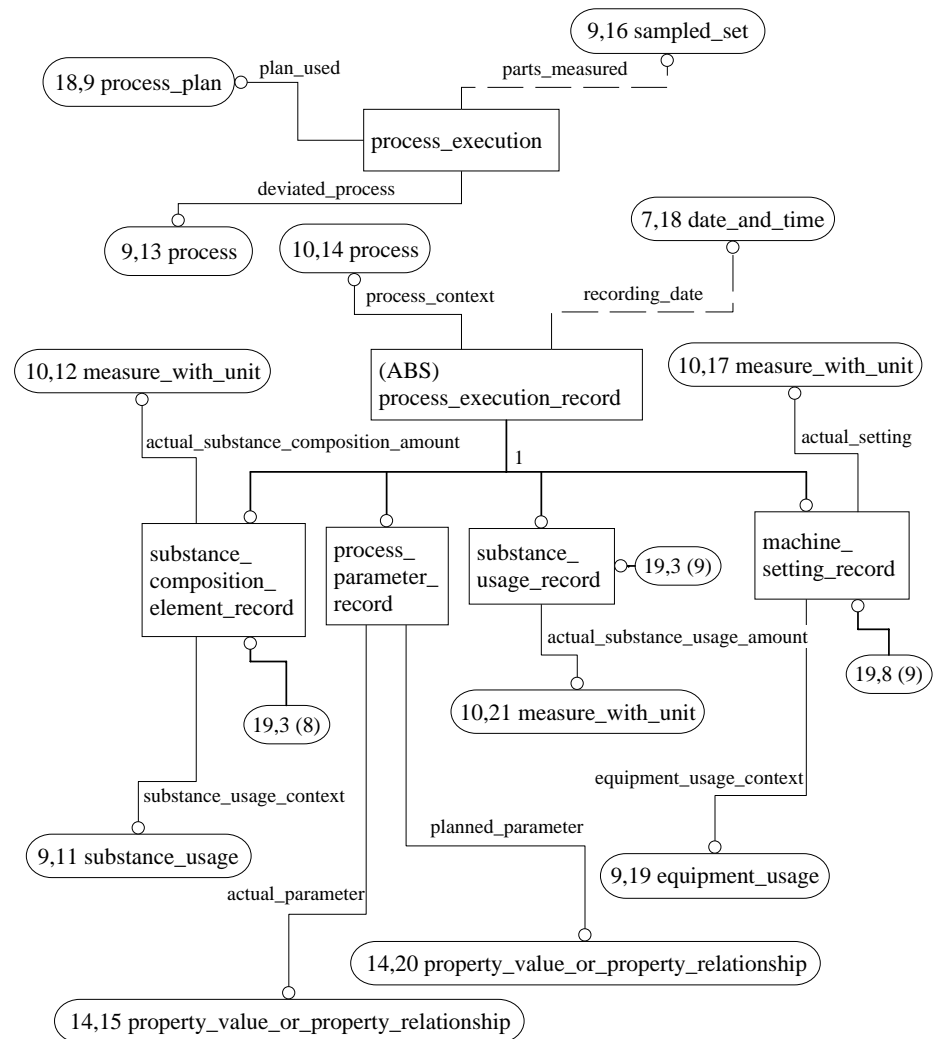 9,16 sampled_set
plan_used
parts_measured
18,9 process_plan
process_execution
deviated_process
7,18 date_and_time
9,13 process
10,14 process
process_context
recording_date
10,12 measure_with_unit
(ABS)
process_execution_record
10,17 measure_with_unit
actual_substance_composition_amount
actual_setting
1
substance_
composition_
element_record
process_
parameter_
record
substance_
usage_record
19,3 (9)
machine_
setting_record
actual_substance_usage_amount
19,8 (9)
19,3 (8)
10,21 measure_with_unit
equipment_usage_context
substance_usage_context
planned_parameter
9,11 substance_usage
9,19 equipment_usage
actual_parameter
14,20 property_value_or_property_relationship
14,15 property_value_or_property_relationship